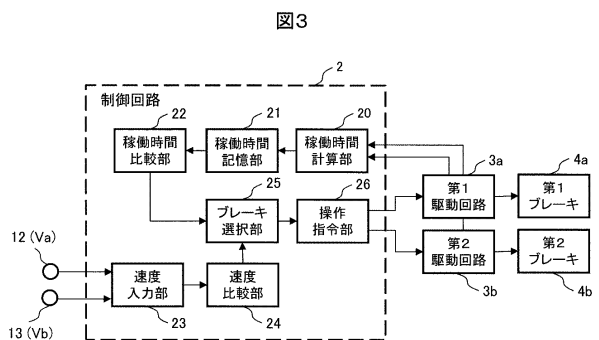 図3
2
制御回路
22
21
20
稼働時間
比較部
稼働時間
記憶部
稼働時間
計算部
3a
4a
25
26
第1
駆動回路
第1
ブレーキ
ブレーキ
選択部
操作
指令部
第2
駆動回路
第2
ブレーキ
12(Va)
3b
4b
速度
入力部
速度
比較部
13(Vb)
23
24